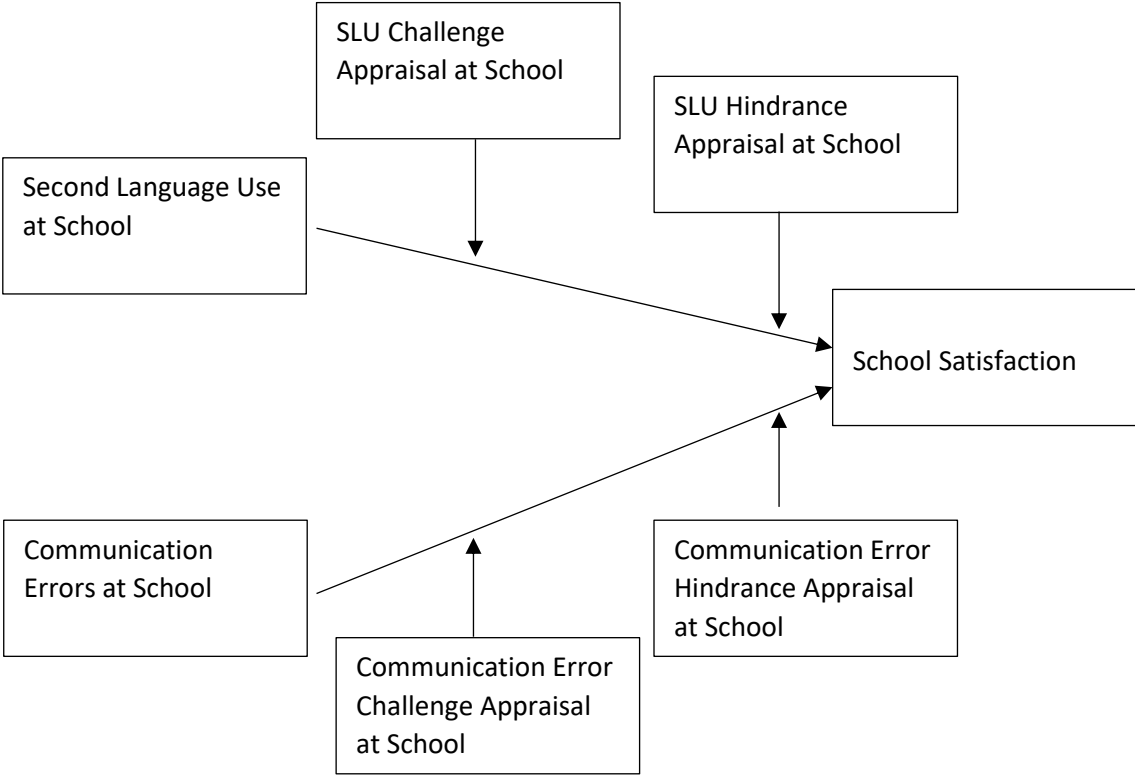 SLU Challenge
Appraisal at School
SLU Hindrance
Appraisal at School
Second Language Use
at School
School Satisfaction
Communication
Errors at School
Communication Error
Hindrance Appraisal
at School
Communication Error
Challenge Appraisal
at School